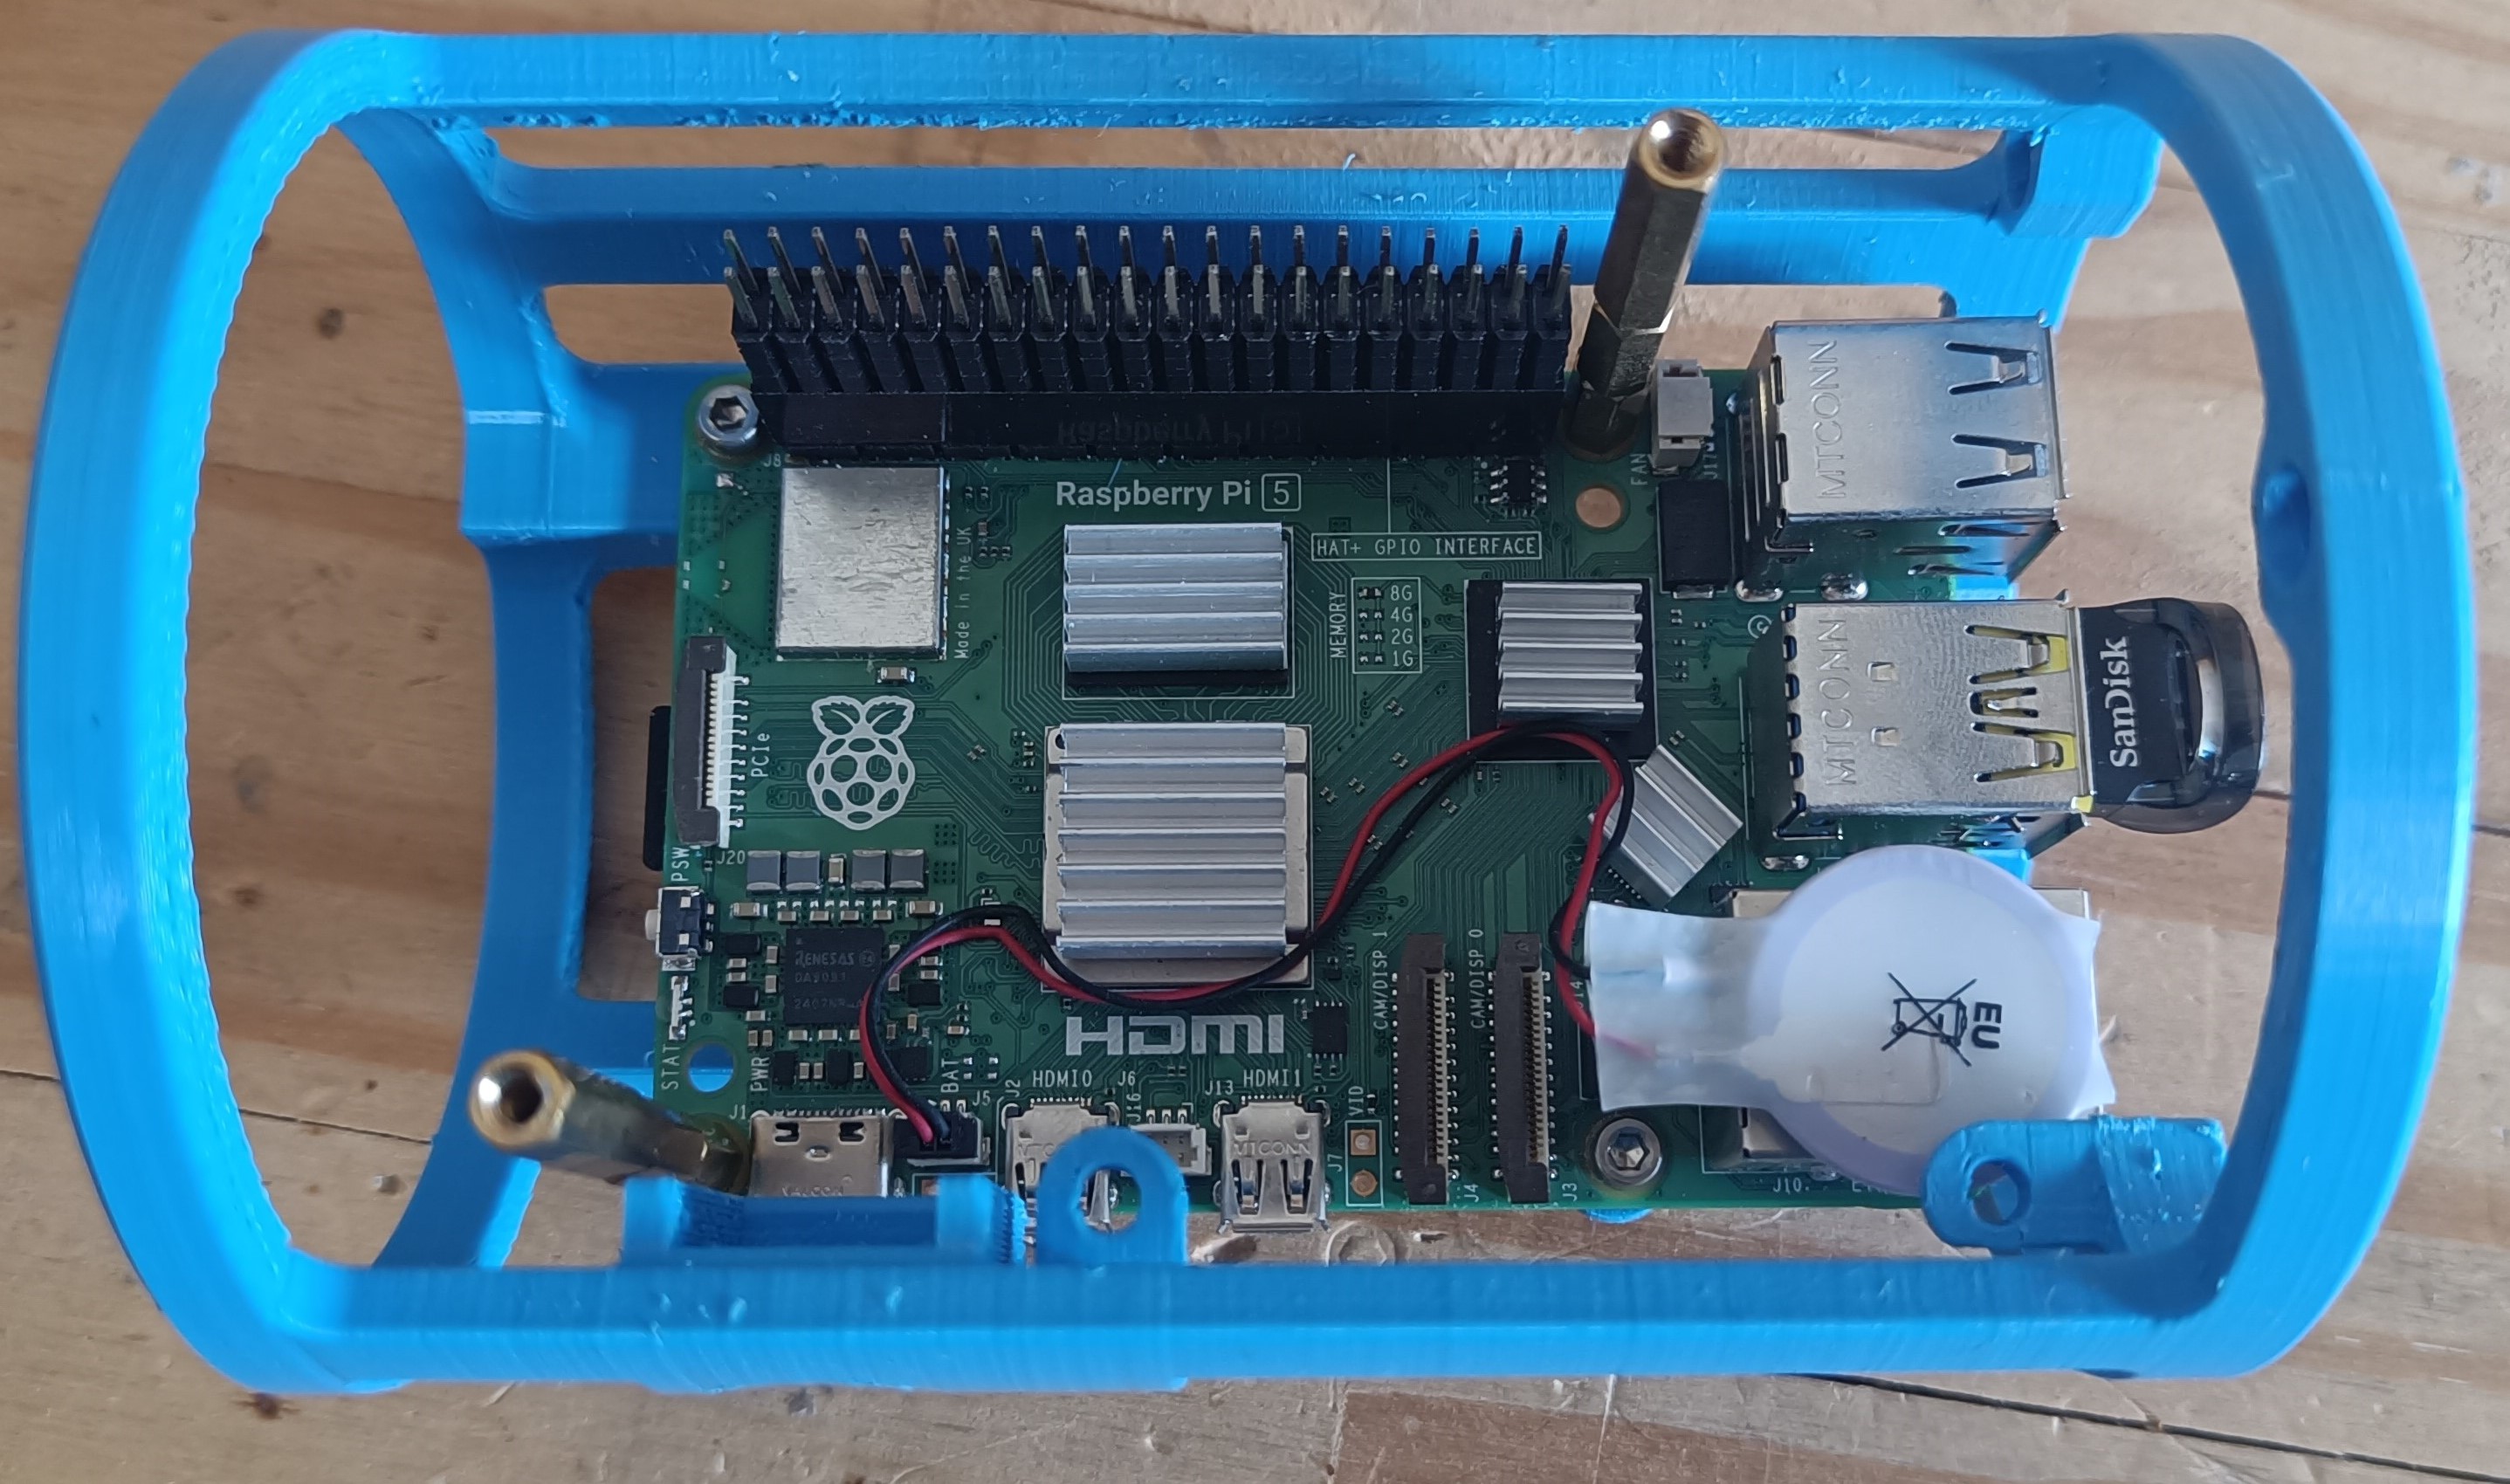 MTCONN
J8
FAN
Raspberry Pi 5
HAT+ GPIO INTERFACE
Made in the UK
MEMORY
8G
4G
2G
1G
MTCONN
SanDisk
PCIe
J20
PSW
RENESAS
DA9091
CAM/DISP 1
CAM/DISP 0
EU
HDMI
STAT
PWR
BAT
J5
J1
J2
HDMI0
J6
J16
J13
HDMI1
VID
MTCONN
J7
J4
J3
J10